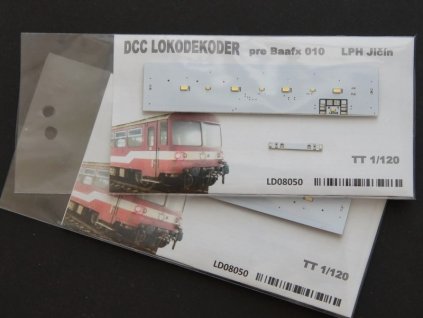 DCC LOKODEKODER pre Baafx 010 LPH Jičín
TT 1/120
LD08050
TT 1/120
LD08050